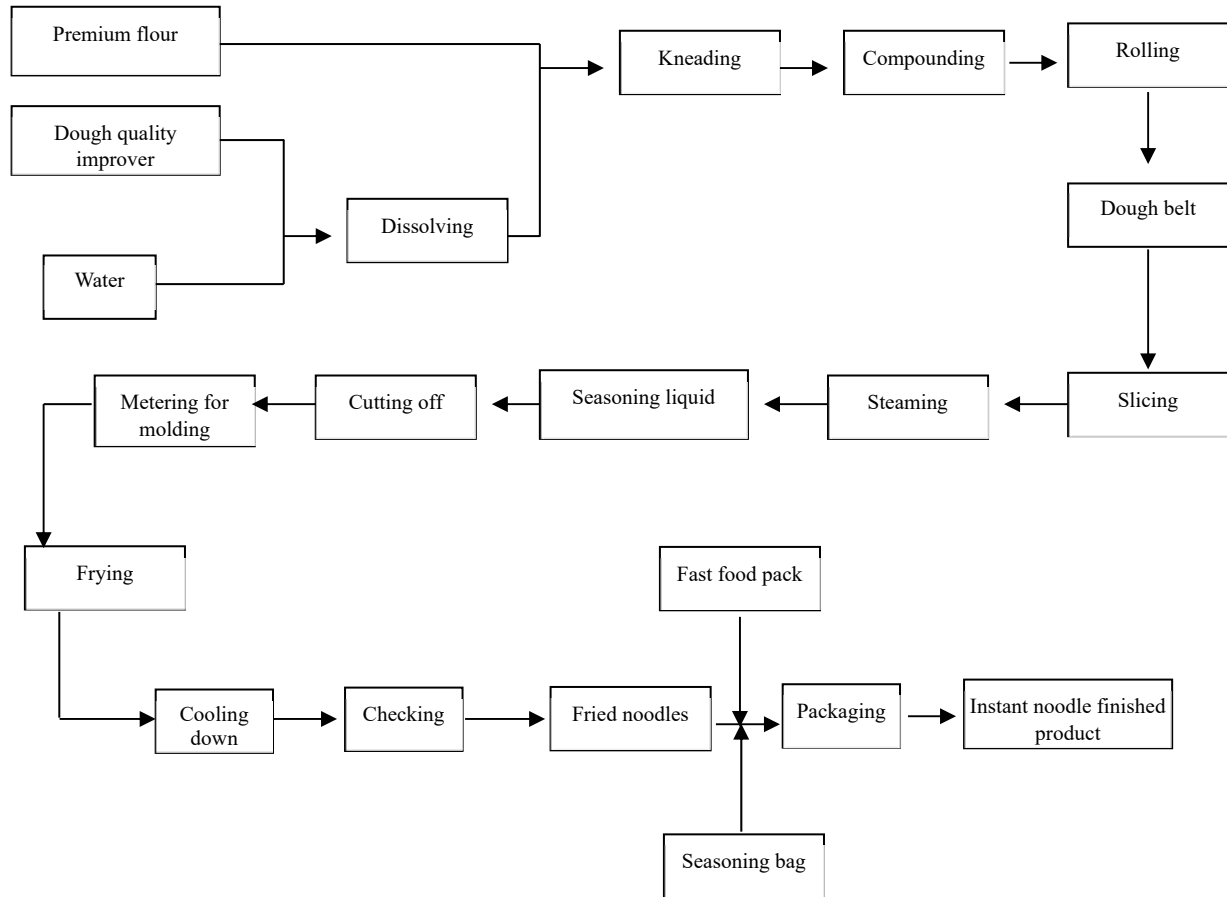 Premium flour
Kneading
Compounding
Rolling
Dough quality
improver
Dissolving
Dough belt
Water
Metering for
molding
Cutting off
Seasoning liquid
Steaming
Slicing
Frying
Fast food pack
Cooling
down
Checking
Fried noodles
Packaging
Instant noodle finished
product
Seasoning bag